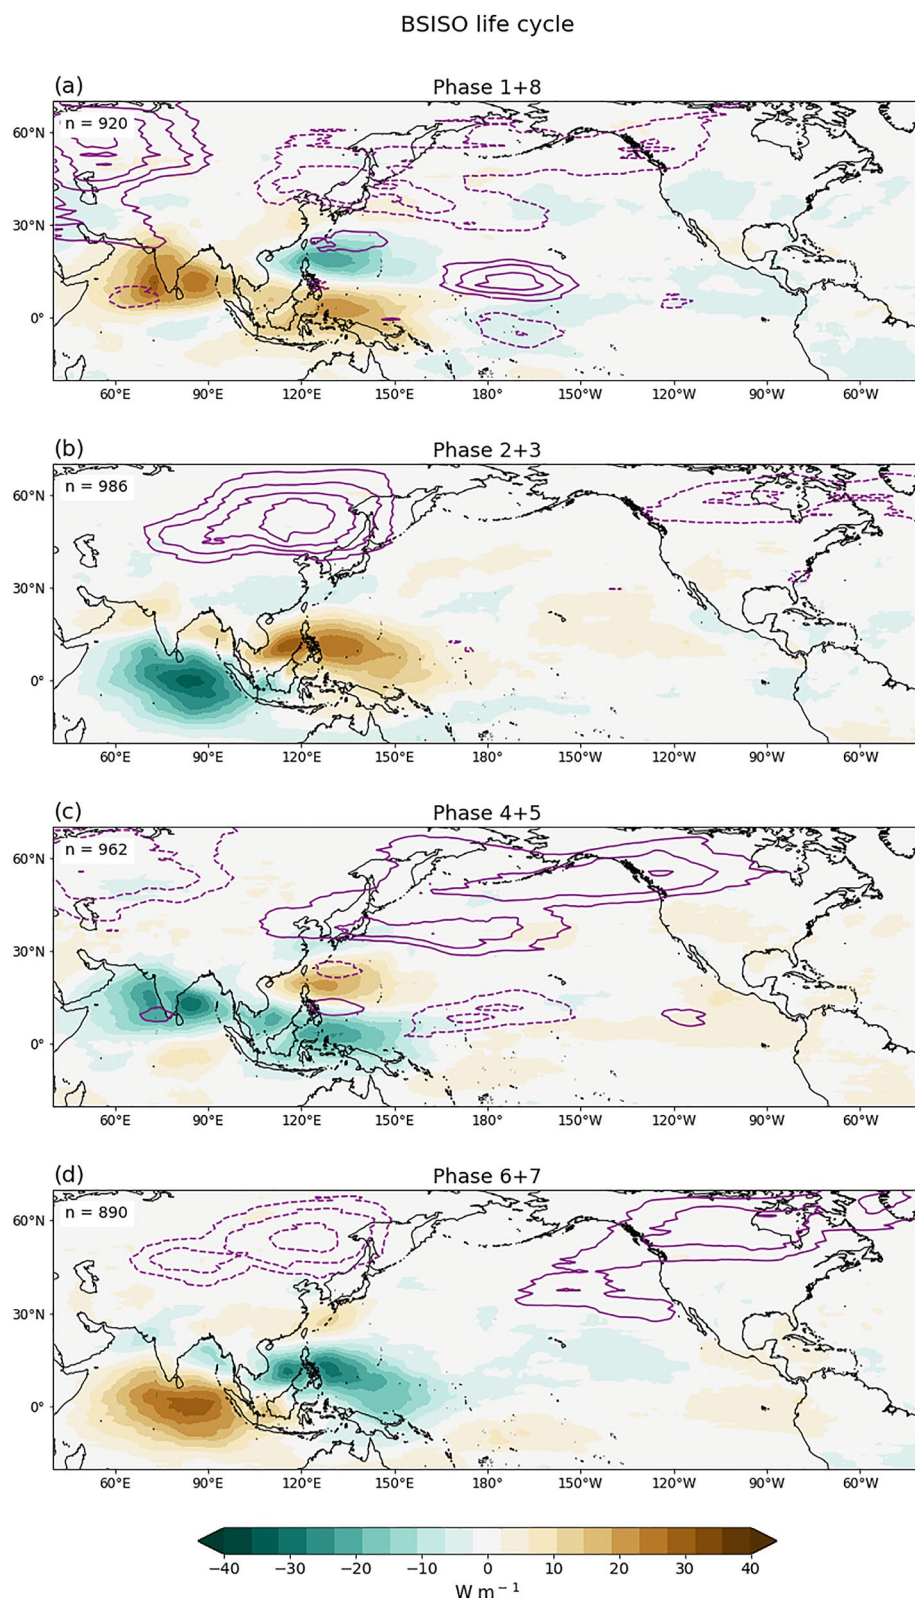 BSISO life cycle
(a) Phase 1+8
n = 920
60°N
30°N
0°
60°E 90°E 120°E 150°E 180° 150°W 120°W 90°W 60°W
(b) Phase 2+3
n = 986
60°N
30°N
0°
60°E 90°E 120°E 150°E 180° 150°W 120°W 90°W 60°W
(c) Phase 4+5
n = 962
60°N
30°N
0°
60°E 90°E 120°E 150°E 180° 150°W 120°W 90°W 60°W
(d) Phase 6+7
n = 890
60°N
30°N
0°
60°E 90°E 120°E 150°E 180° 150°W 120°W 90°W 60°W
−40 −30 −20 −10 0 10 20 30 40
W m⁻¹